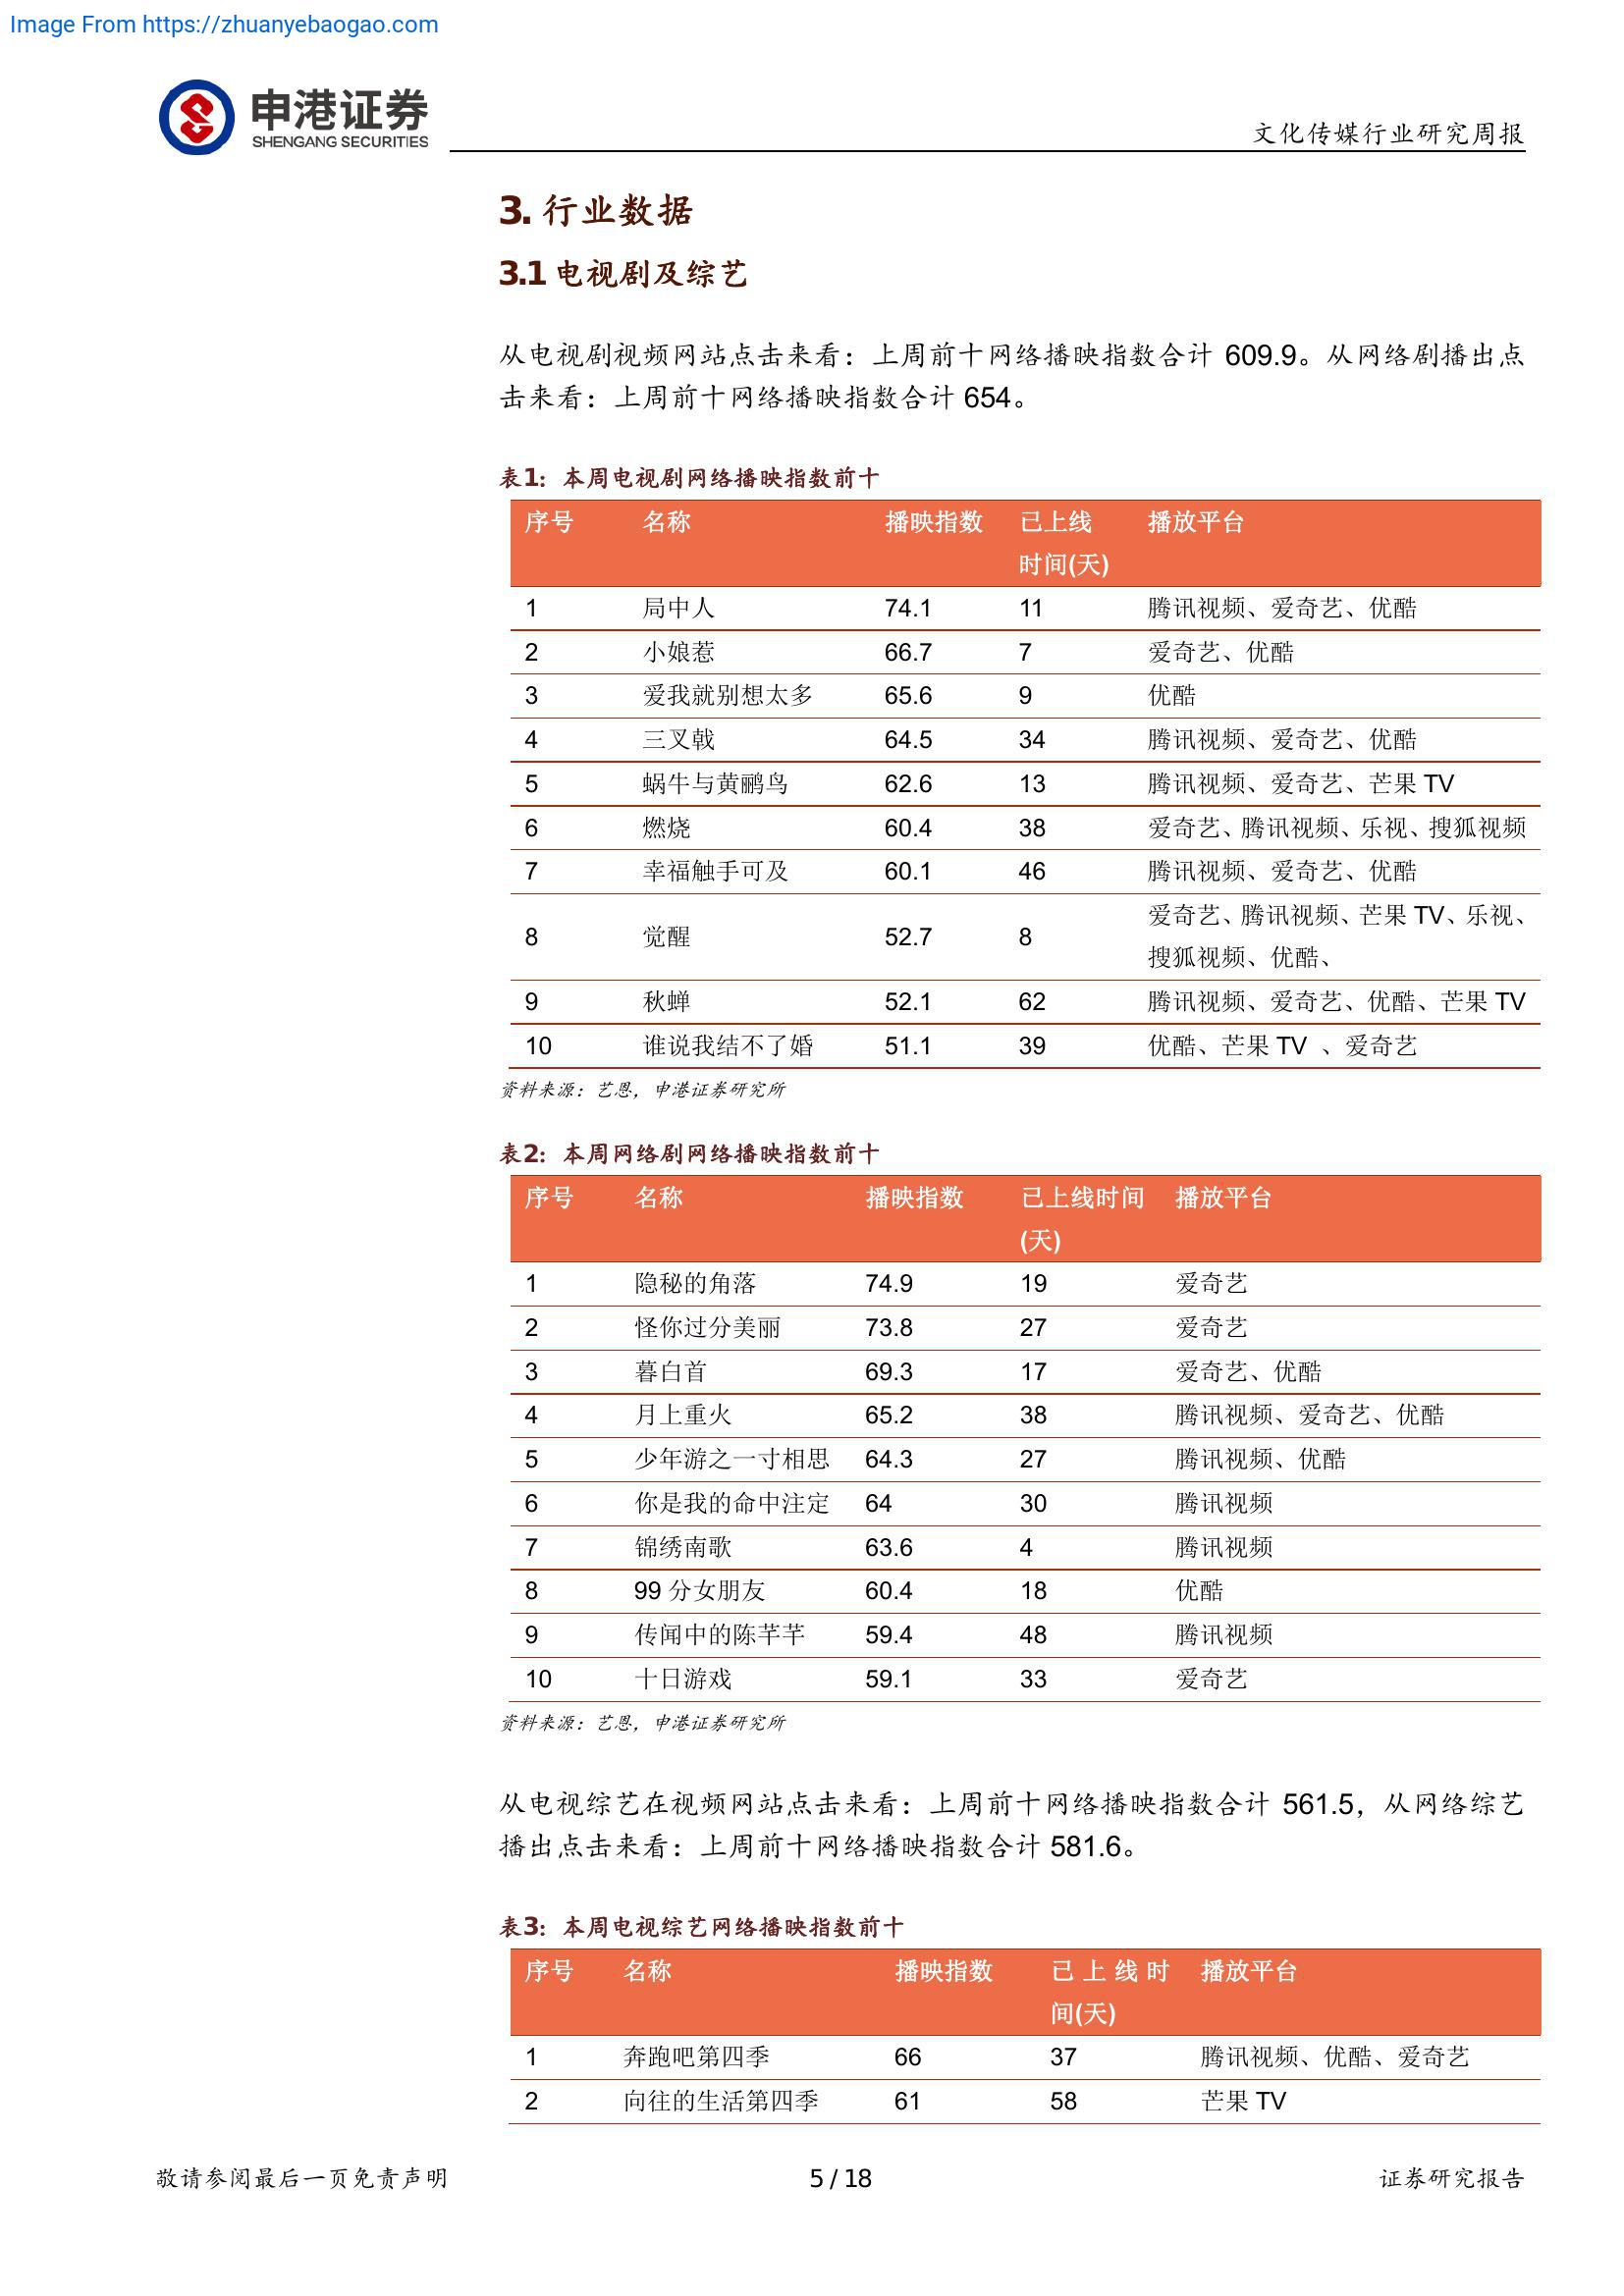 Image From https://zhuanyebaogao.com
申港证券
SHENGANG SECURITIES
文化传媒行业研究周报
3. 行业数据
3.1 电视剧及综艺
从电视剧视频网站点击来看：上周前十网络播映指数合计 609.9。从网络剧播出点
击来看：上周前十网络播映指数合计 654。
表1：本周电视剧网络播映指数前十
序号 名称 播映指数 已上线 播放平台
时间(天)
1 局中人 74.1 11 腾讯视频、爱奇艺、优酷
2 小娘惹 66.7 7 爱奇艺、优酷
3 爱我就别想太多 65.6 9 优酷
4 三叉戟 64.5 34 腾讯视频、爱奇艺、优酷
5 蜗牛与黄鹂鸟 62.6 13 腾讯视频、爱奇艺、芒果 TV
6 燃烧 60.4 38 爱奇艺、腾讯视频、乐视、搜狐视频
7 幸福触手可及 60.1 46 腾讯视频、爱奇艺、优酷
8 觉醒 52.7 8 爱奇艺、腾讯视频、芒果 TV、乐视、
搜狐视频、优酷、
9 秋蝉 52.1 62 腾讯视频、爱奇艺、优酷、芒果 TV
10 谁说我结不了婚 51.1 39 优酷、芒果 TV 、爱奇艺
资料来源：艺恩，申港证券研究所
表2：本周网络剧网络播映指数前十
序号 名称 播映指数 已上线时间 播放平台
(天)
1 隐秘的角落 74.9 19 爱奇艺
2 怪你过分美丽 73.8 27 爱奇艺
3 暮白首 69.3 17 爱奇艺、优酷
4 月上重火 65.2 38 腾讯视频、爱奇艺、优酷
5 少年游之一寸相思 64.3 27 腾讯视频、优酷
6 你是我的命中注定 64 30 腾讯视频
7 锦绣南歌 63.6 4 腾讯视频
8 99 分女朋友 60.4 18 优酷
9 传闻中的陈芊芊 59.4 48 腾讯视频
10 十日游戏 59.1 33 爱奇艺
资料来源：艺恩，申港证券研究所
从电视综艺在视频网站点击来看：上周前十网络播映指数合计 561.5，从网络综艺
播出点击来看：上周前十网络播映指数合计 581.6。
表3：本周电视综艺网络播映指数前十
序号 名称 播映指数 已上线时 播放平台
间(天)
1 奔跑吧第四季 66 37 腾讯视频、优酷、爱奇艺
2 向往的生活第四季 61 58 芒果 TV
敬请参阅最后一页免责声明 5 / 18 证券研究报告